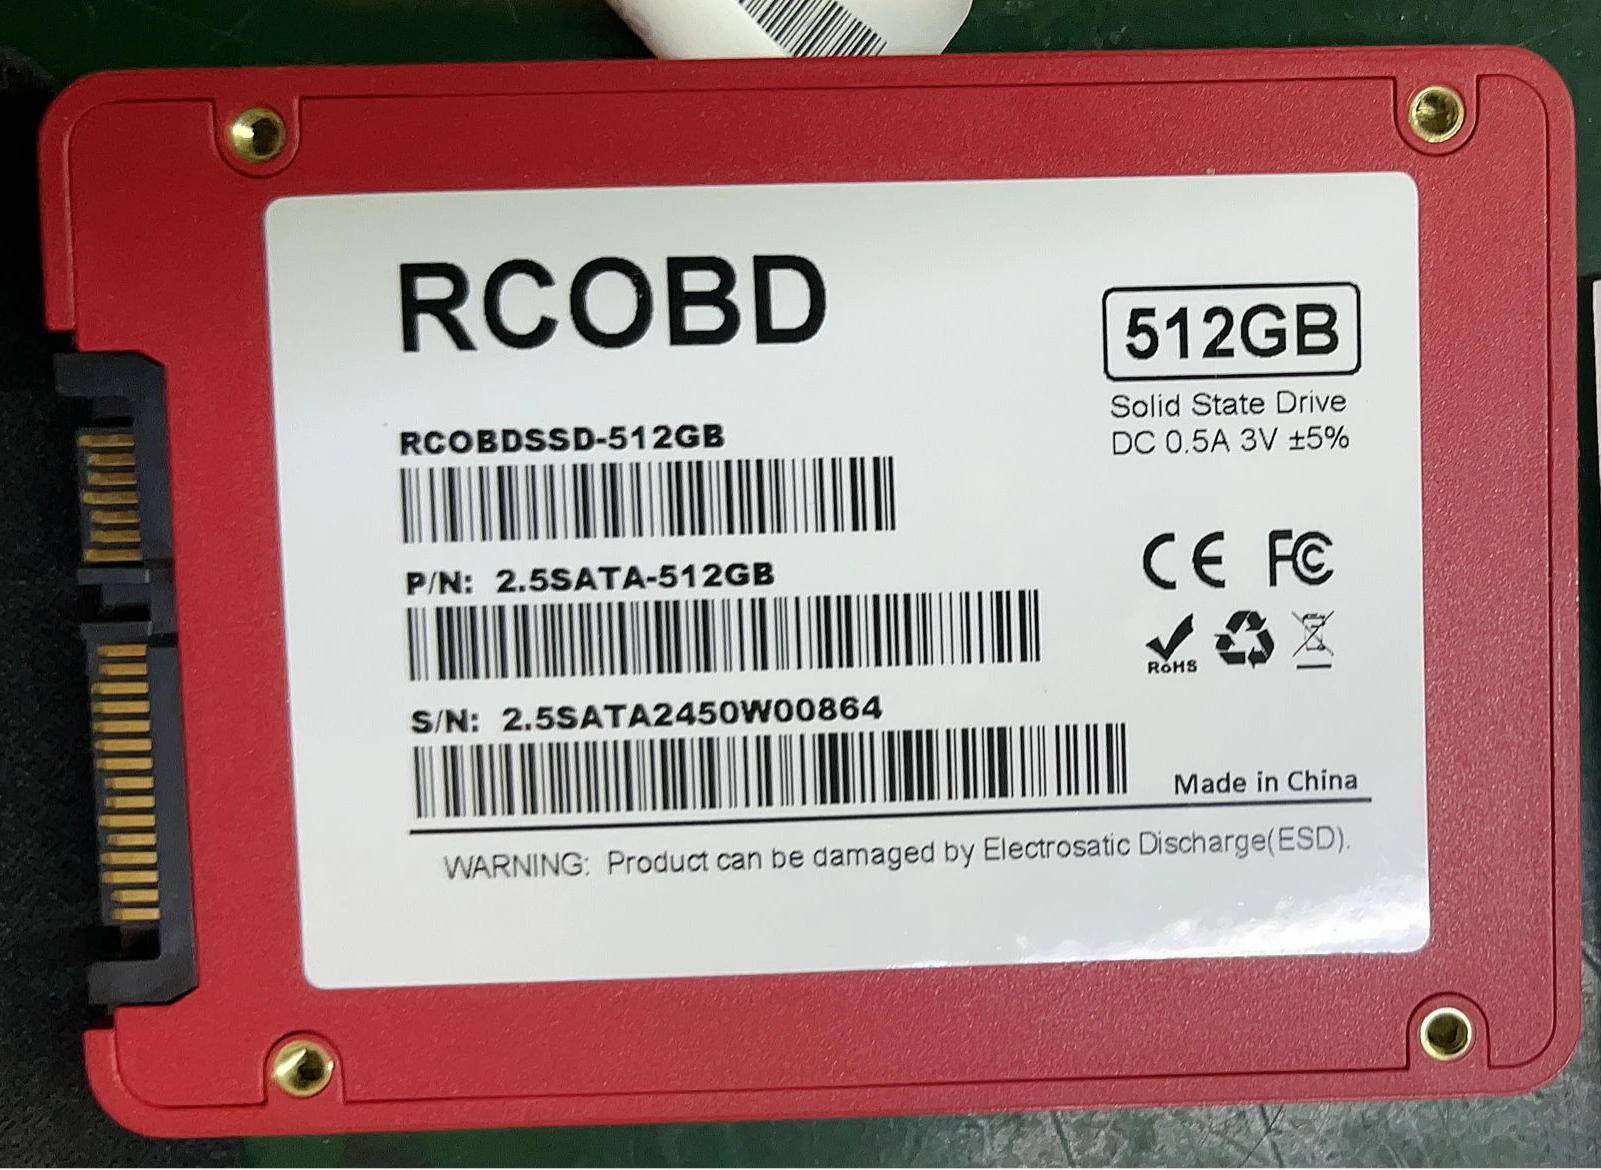 RCOBD
512GB
Solid State Drive
DC 0.5A 3V ±5%
RCOBDSSD-512GB
P/N: 2.5SATA-512GB
CE FC
RoHS
S/N: 2.5SATA2450W00864
Made in China
WARNING: Product can be damaged by Electrosatic Discharge(ESD).